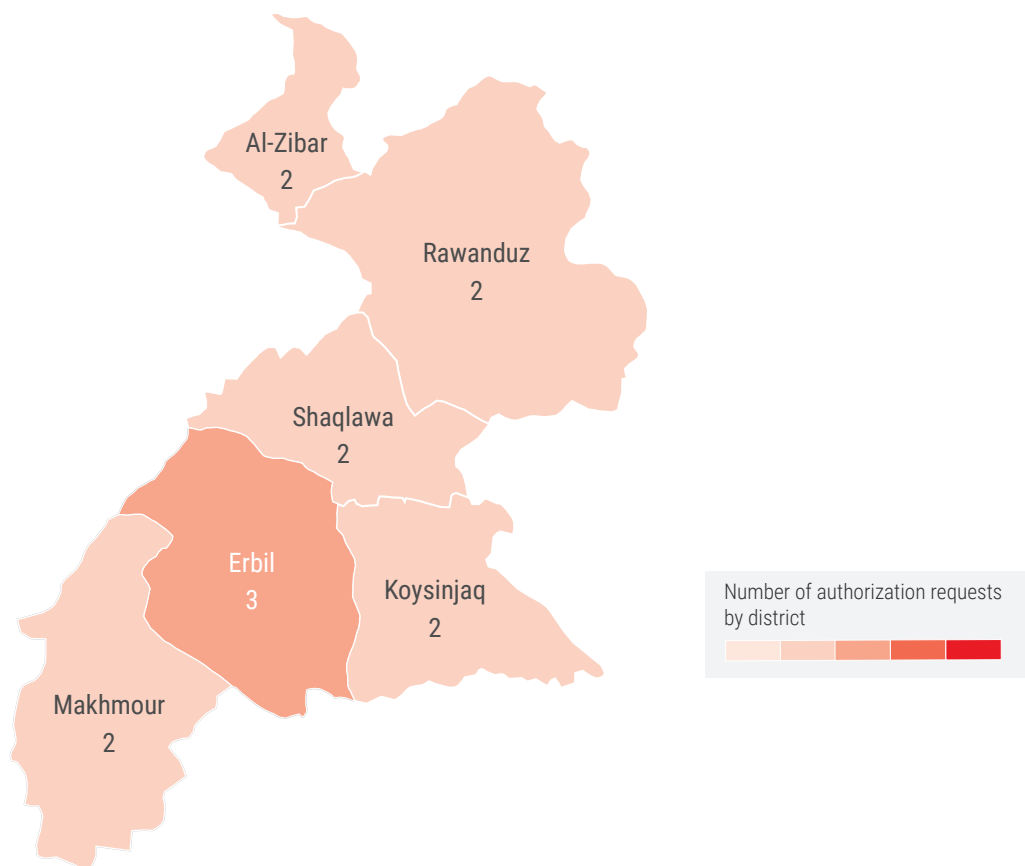 Al-Zibar
2
Rawanduz
2
Shaqlawa
2
Erbil
3
Koysinjaq
2
Makhmour
2
Number of authorization requests
by district